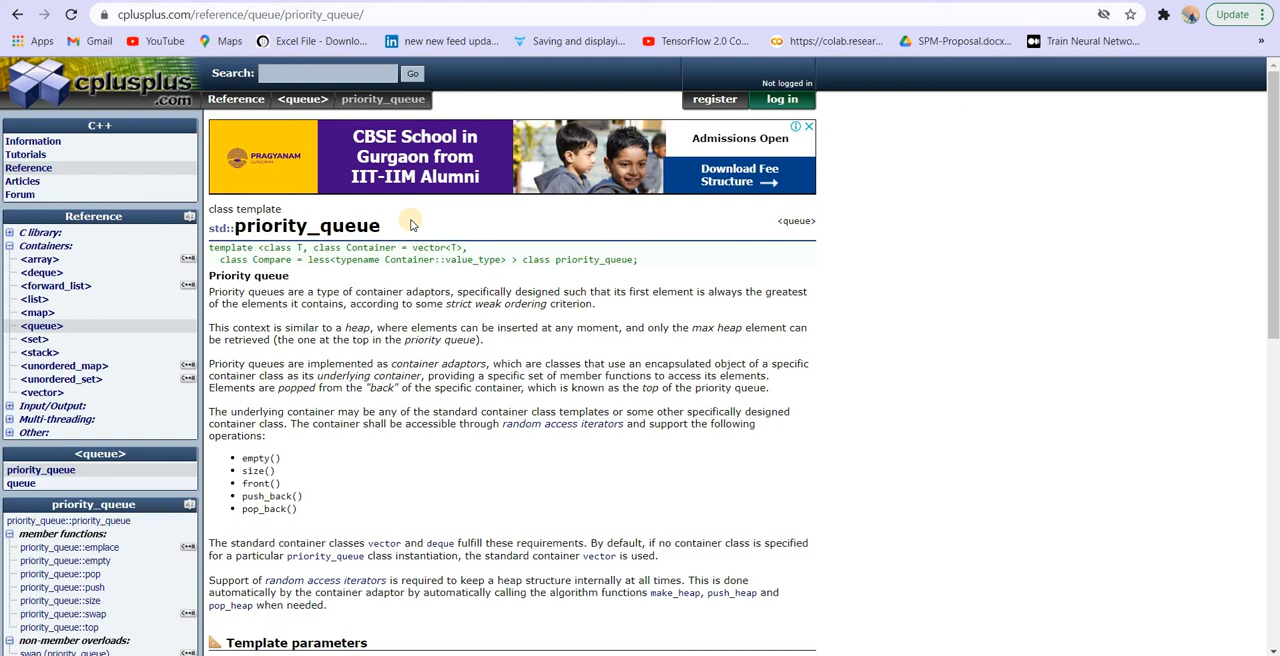 cplusplus.com/reference/queue/priority_queue/
Update
Apps
Gmail
YouTube
Maps
Excel File - Downlo...
new new feed upda...
Saving and displayi...
TensorFlow 2.0 Co...
https://colab.resear...
SPM-Proposal.docx...
Train Neural Netwo...
»
cplusplus
.com
Search:
Go
Not logged in
Reference
<queue>
priority_queue
register
log in
C++
Information
Tutorials
Reference
Articles
Forum
Reference
C library:
Containers:
<array>
<deque>
<forward_list>
<list>
<map>
<queue>
<set>
<stack>
<unordered_map>
<unordered_set>
<vector>
Input/Output:
Multi-threading:
Other:
<queue>
priority_queue
queue
priority_queue
priority_queue::priority_queue
member functions:
priority_queue::emplace
priority_queue::empty
priority_queue::pop
priority_queue::push
priority_queue::size
priority_queue::swap
priority_queue::top
non-member overloads:
swap (priority_queue)
PRAGYANAM
CBSE School in
Gurgaon from
IIT-IIM Alumni
Admissions Open
Download Fee
Structure →
class template
std::priority_queue
<queue>
template <class T, class Container = vector<T>,
class Compare = less<typename Container::value_type> > class priority_queue;
Priority queue
Priority queues are a type of container adaptors, specifically designed such that its first element is always the greatest
of the elements it contains, according to some strict weak ordering criterion.
This context is similar to a heap, where elements can be inserted at any moment, and only the max heap element can
be retrieved (the one at the top in the priority queue).
Priority queues are implemented as container adaptors, which are classes that use an encapsulated object of a specific
container class as its underlying container, providing a specific set of member functions to access its elements.
Elements are popped from the "back" of the specific container, which is known as the top of the priority queue.
The underlying container may be any of the standard container class templates or some other specifically designed
container class. The container shall be accessible through random access iterators and support the following
operations:
• empty()
• size()
• front()
• push_back()
• pop_back()
The standard container classes vector and deque fulfill these requirements. By default, if no container class is specified
for a particular priority_queue class instantiation, the standard container vector is used.
Support of random access iterators is required to keep a heap structure internally at all times. This is done
automatically by the container adaptor by automatically calling the algorithm functions make_heap, push_heap and
pop_heap when needed.
Template parameters